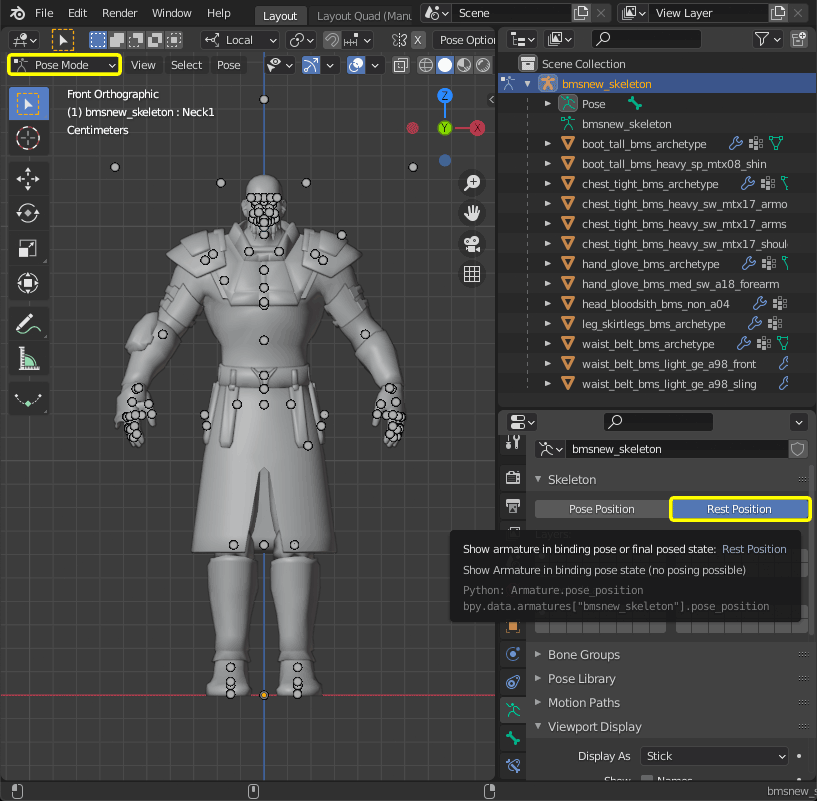 File Edit Render Window Help Layout Layout Quad (Manu Scene View Layer
Local X Pose Optio
Pose Mode View Select Pose
Front Orthographic
(1) bmsnew_skeleton : Neck1
Centimeters
Z
Y
X
Scene Collection
bmsnew_skeleton
Pose
bmsnew_skeleton
boot_tall_bms_archetype
boot_tall_bms_heavy_sp_mtx08_shin
chest_tight_bms_archetype
chest_tight_bms_heavy_sw_mtx17_armo
chest_tight_bms_heavy_sw_mtx17_arms
chest_tight_bms_heavy_sw_mtx17_shoul
hand_glove_bms_archetype
hand_glove_bms_med_sw_a18_forearm
head_bloodsith_bms_non_a04
leg_skirtlegs_bms_archetype
waist_belt_bms_archetype
waist_belt_bms_light_ge_a98_front
waist_belt_bms_light_ge_a98_sling
bmsnew_skeleton
Skeleton
Pose Position Rest Position
Layers:
Show armature in binding pose or final posed state: Rest Position
Show Armature in binding pose state (no posing possible)
Python: Armature.pose_position
bpy.data.armatures["bmsnew_skeleton"].pose_position
Bone Groups
Pose Library
Motion Paths
Viewport Display
Display As Stick
Show Names
bmsnew_s